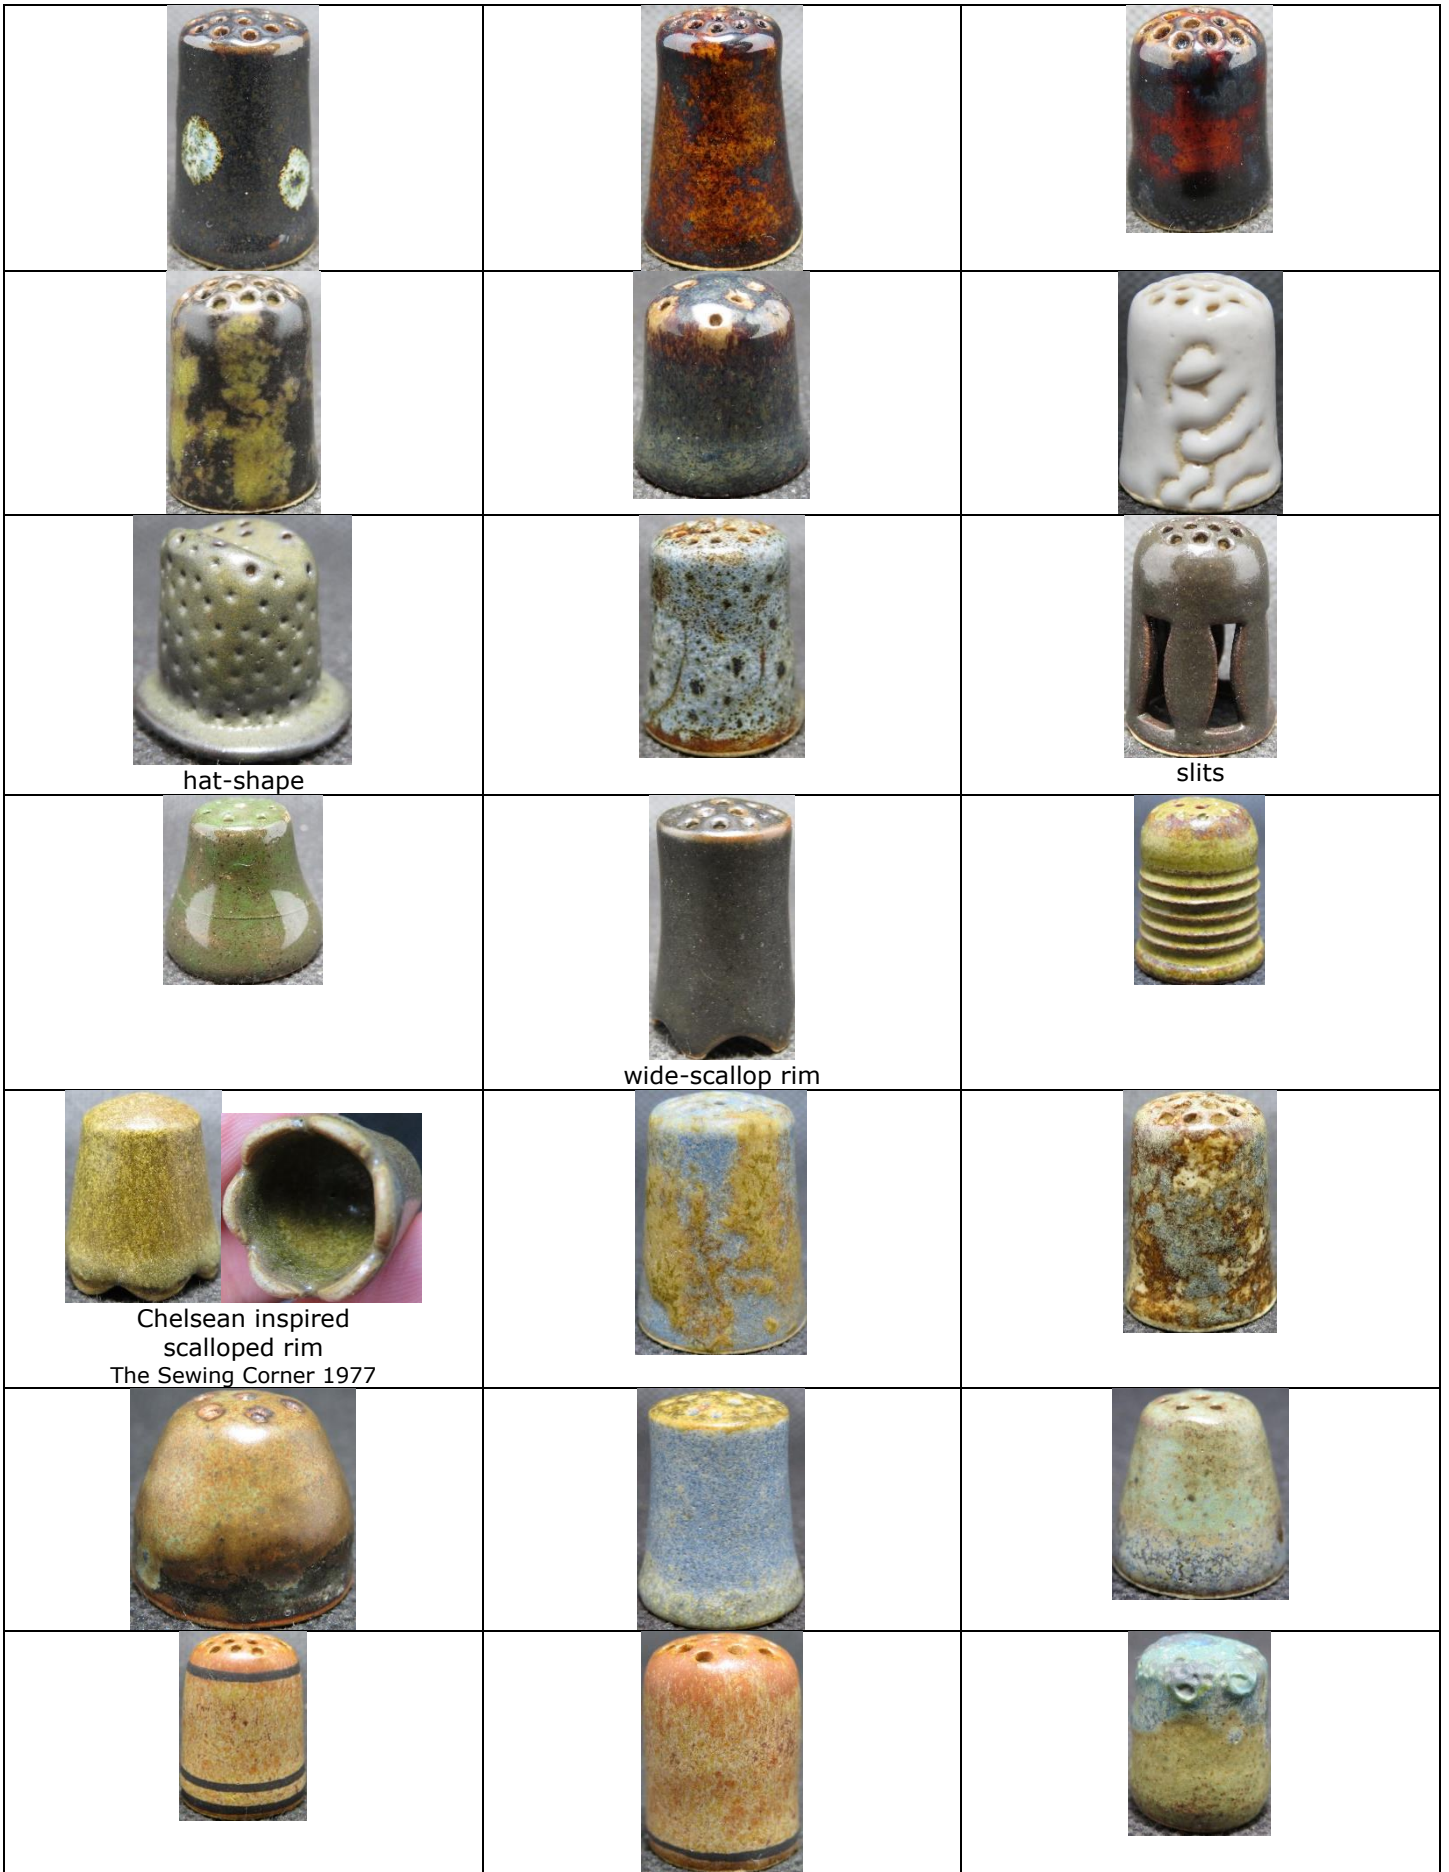 hat-shape
slits
wide-scallop rim
Chelsean inspired
scalloped rim
The Sewing Corner 1977